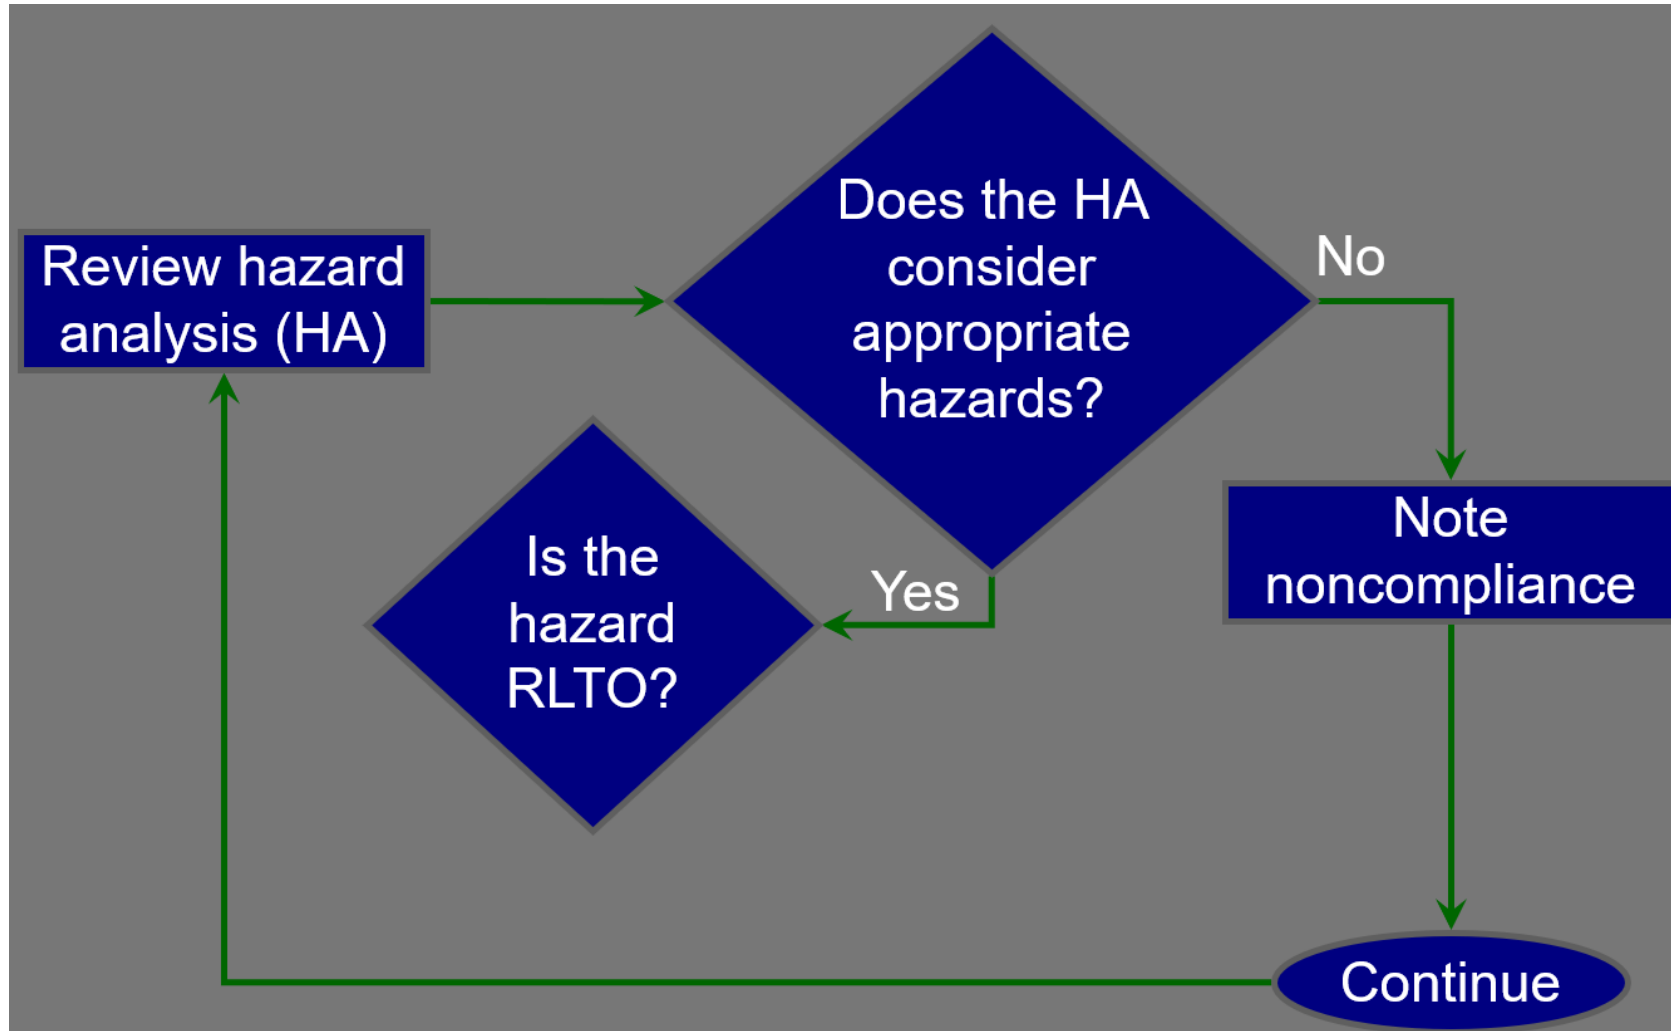 Review hazard
analysis (HA)
Does the HA
consider
appropriate
hazards?
No
Yes
Is the
hazard
RLTO?
Note
noncompliance
Continue